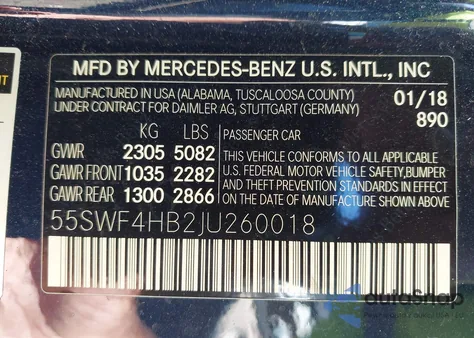 MFD BY MERCEDES-BENZ U.S. INTL., INC
MANUFACTURED IN USA (ALABAMA, TUSCALOOSA COUNTY)
UNDER CONTRACT FOR DAIMLER AG, STUTTGART (GERMANY)
01/18
890
KG LBS
GVWR 2305 5082
GAWR FRONT 1035 2282
GAWR REAR 1300 2866
PASSENGER CAR
THIS VEHICLE CONFORMS TO ALL APPLICABLE
U.S. FEDERAL MOTOR VEHICLE SAFETY,BUMPER
AND THEFT PREVENTION STANDARDS IN EFFECT
ON THE DATE OF MANUFACTURE SHOWN ABOVE.
55SWF4HB2JU260018
autoSnap